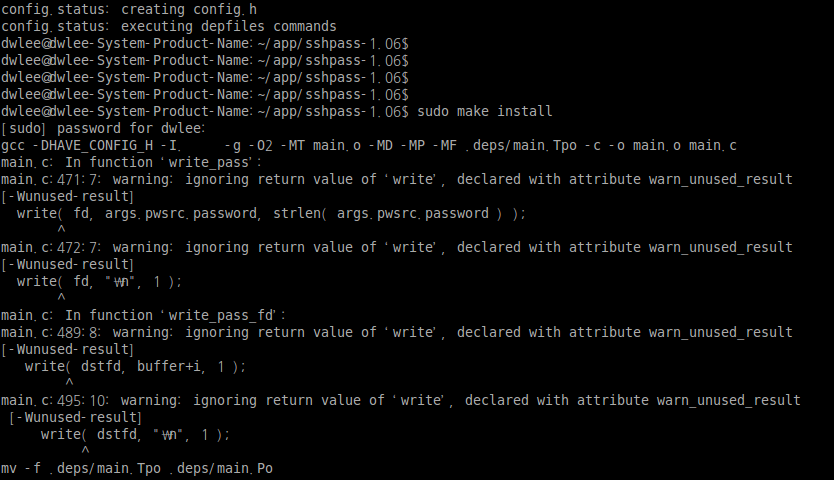 config.status: creating config.h
config.status: executing depfiles commands
dwlee@dwlee-System-Product-Name:~/app/sshpass-1.06$
dwlee@dwlee-System-Product-Name:~/app/sshpass-1.06$
dwlee@dwlee-System-Product-Name:~/app/sshpass-1.06$
dwlee@dwlee-System-Product-Name:~/app/sshpass-1.06$
dwlee@dwlee-System-Product-Name:~/app/sshpass-1.06$ sudo make install
[sudo] password for dwlee:
gcc -DHAVE_CONFIG_H -I.     -g -O2 -MT main.o -MD -MP -MF .deps/main.Tpo -c -o main.o main.c
main.c: In function ‘write_pass’:
main.c:471:7: warning: ignoring return value of ‘write’, declared with attribute warn_unused_result
[-Wunused-result]
  write( fd, args.pwsrc.password, strlen( args.pwsrc.password ) );
       ^
main.c:472:7: warning: ignoring return value of ‘write’, declared with attribute warn_unused_result
[-Wunused-result]
  write( fd, "₩n", 1 );
       ^
main.c: In function ‘write_pass_fd’:
main.c:489:8: warning: ignoring return value of ‘write’, declared with attribute warn_unused_result
[-Wunused-result]
   write( dstfd, buffer+i, 1 );
        ^
main.c:495:10: warning: ignoring return value of ‘write’, declared with attribute warn_unused_result
 [-Wunused-result]
     write( dstfd, "₩n", 1 );
          ^
mv -f .deps/main.Tpo .deps/main.Po